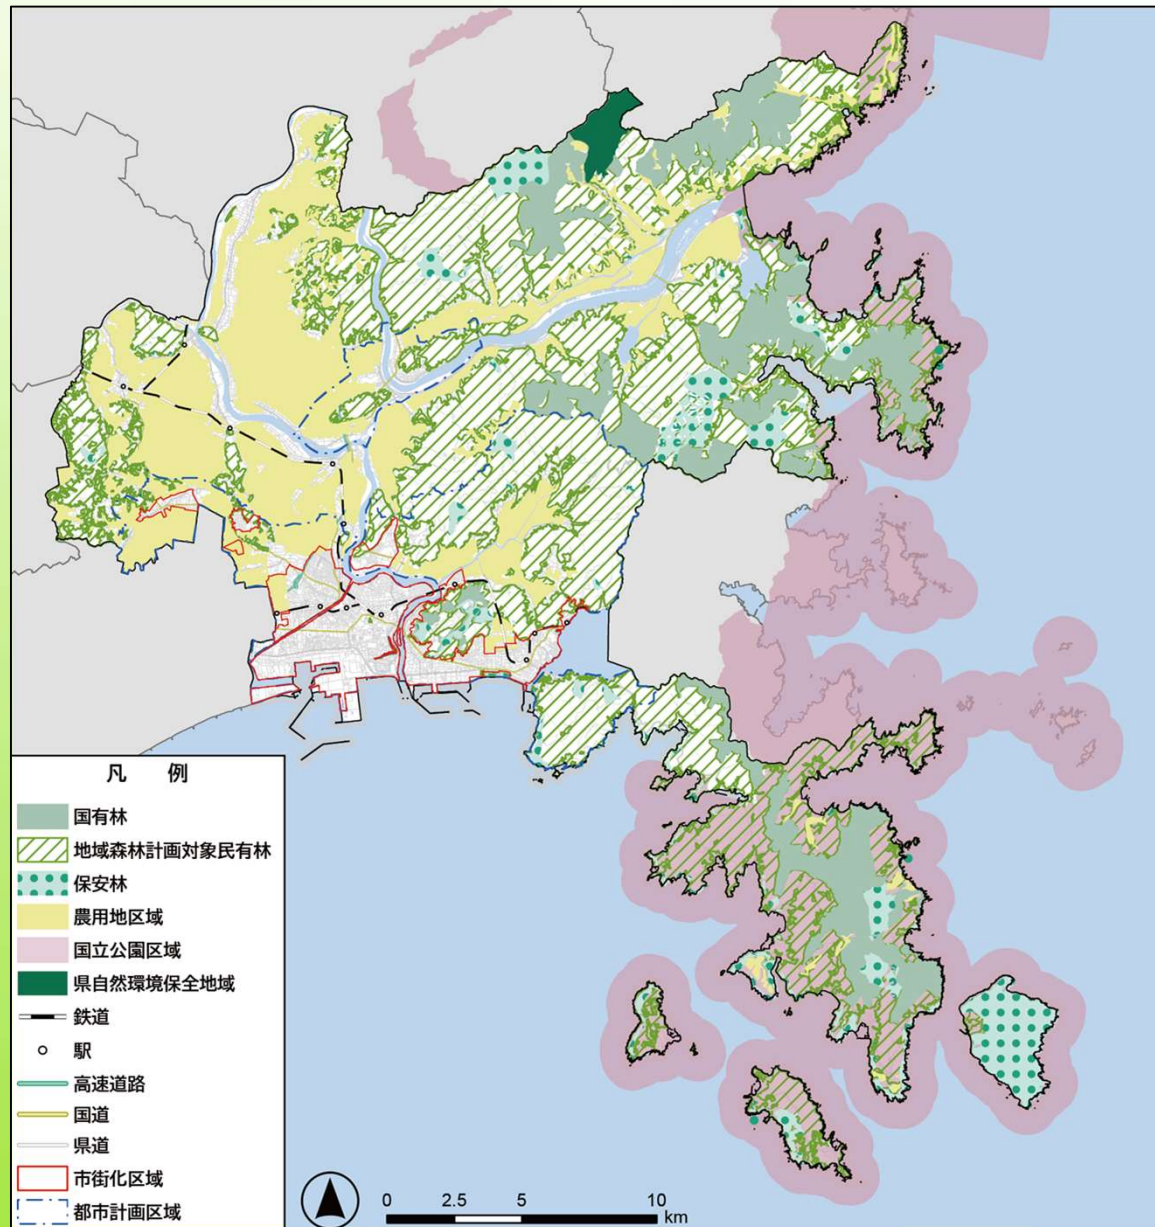 凡 例
国有林
地域森林計画対象民有林
保安林
農用地区域
国立公園区域
県自然環境保全地域
鉄道
駅
高速道路
国道
県道
市街化区域
都市計画区域
0 2.5 5 10
km